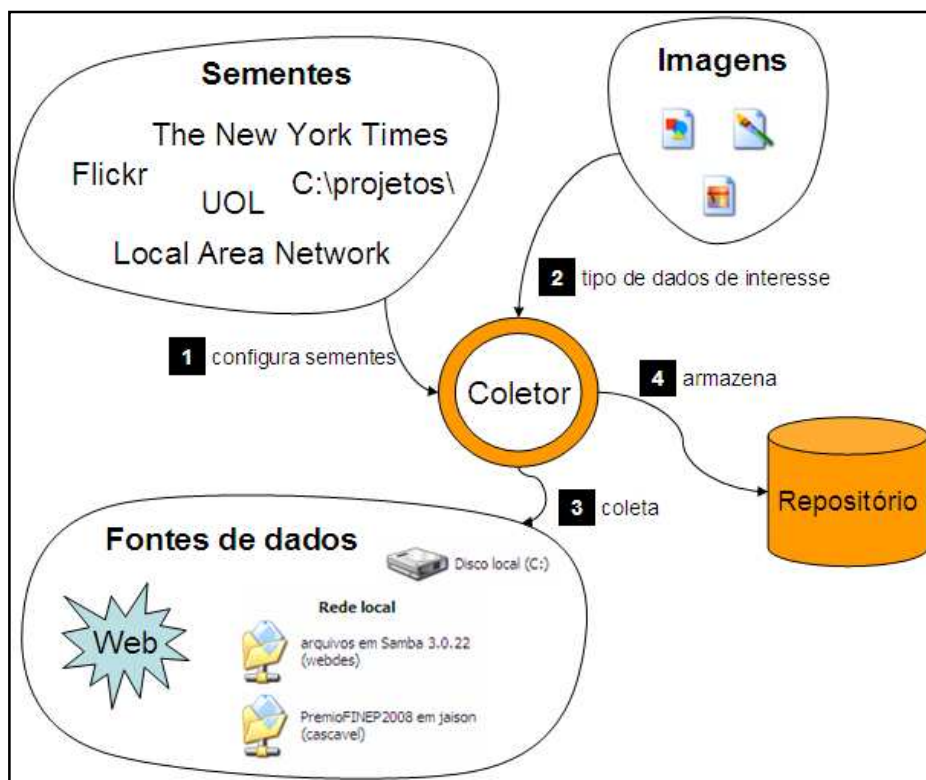 Sementes
The New York Times
Flickr
C:\projetos\
UOL
Local Area Network
Imagens
2 tipo de dados de interesse
1 configura sementes
Coletor
4 armazena
Repositório
3 coleta
Fontes de dados
Disco local (C:)
Web
Rede local
arquivos em Samba 3.0.22
(webdes)
PremioFINEP2008 em jaison
(cascavel)